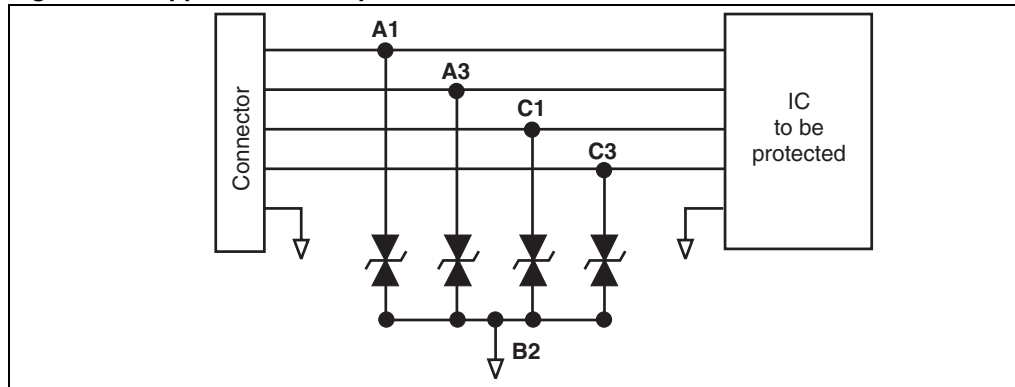 A1
A3
C1
C3
Connector
IC
to be
protected
B2